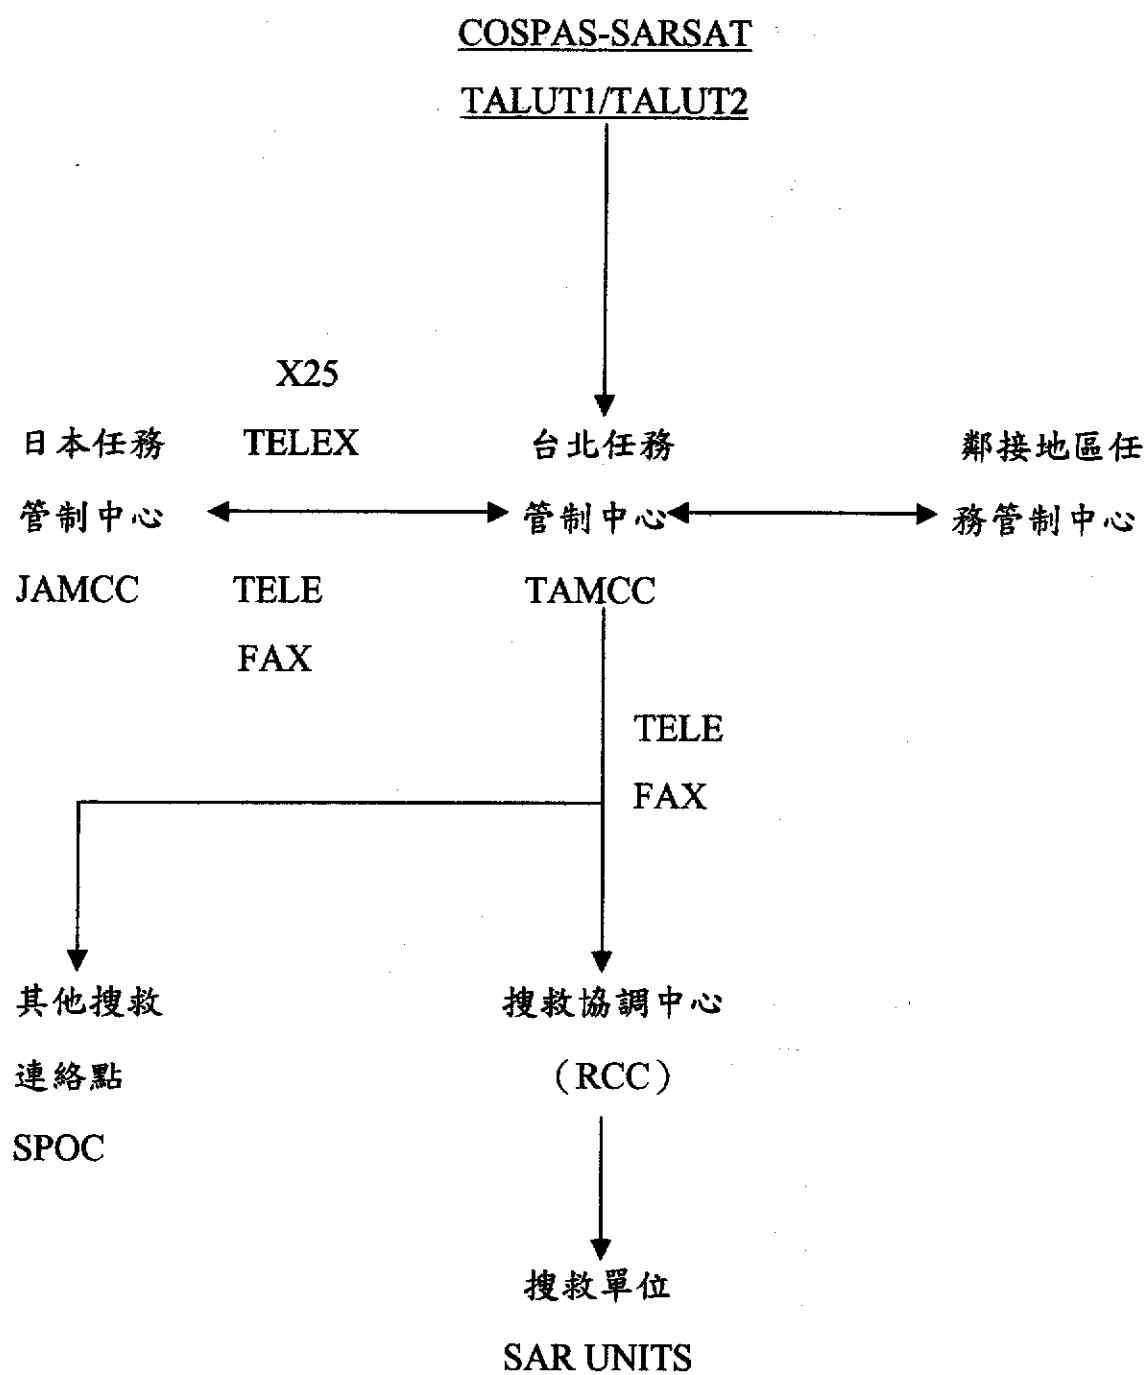 COSPAS-SARSAT
TALUT1/TALUT2
X25
日本任務
TELEX
台北任務
鄰接地區任
管制中心
管制中心
務管制中心
JAMCC
TELE
TAMCC
FAX
TELE
FAX
其他搜救
搜救協調中心
連絡點
（RCC）
SPOC
搜救單位
SAR UNITS